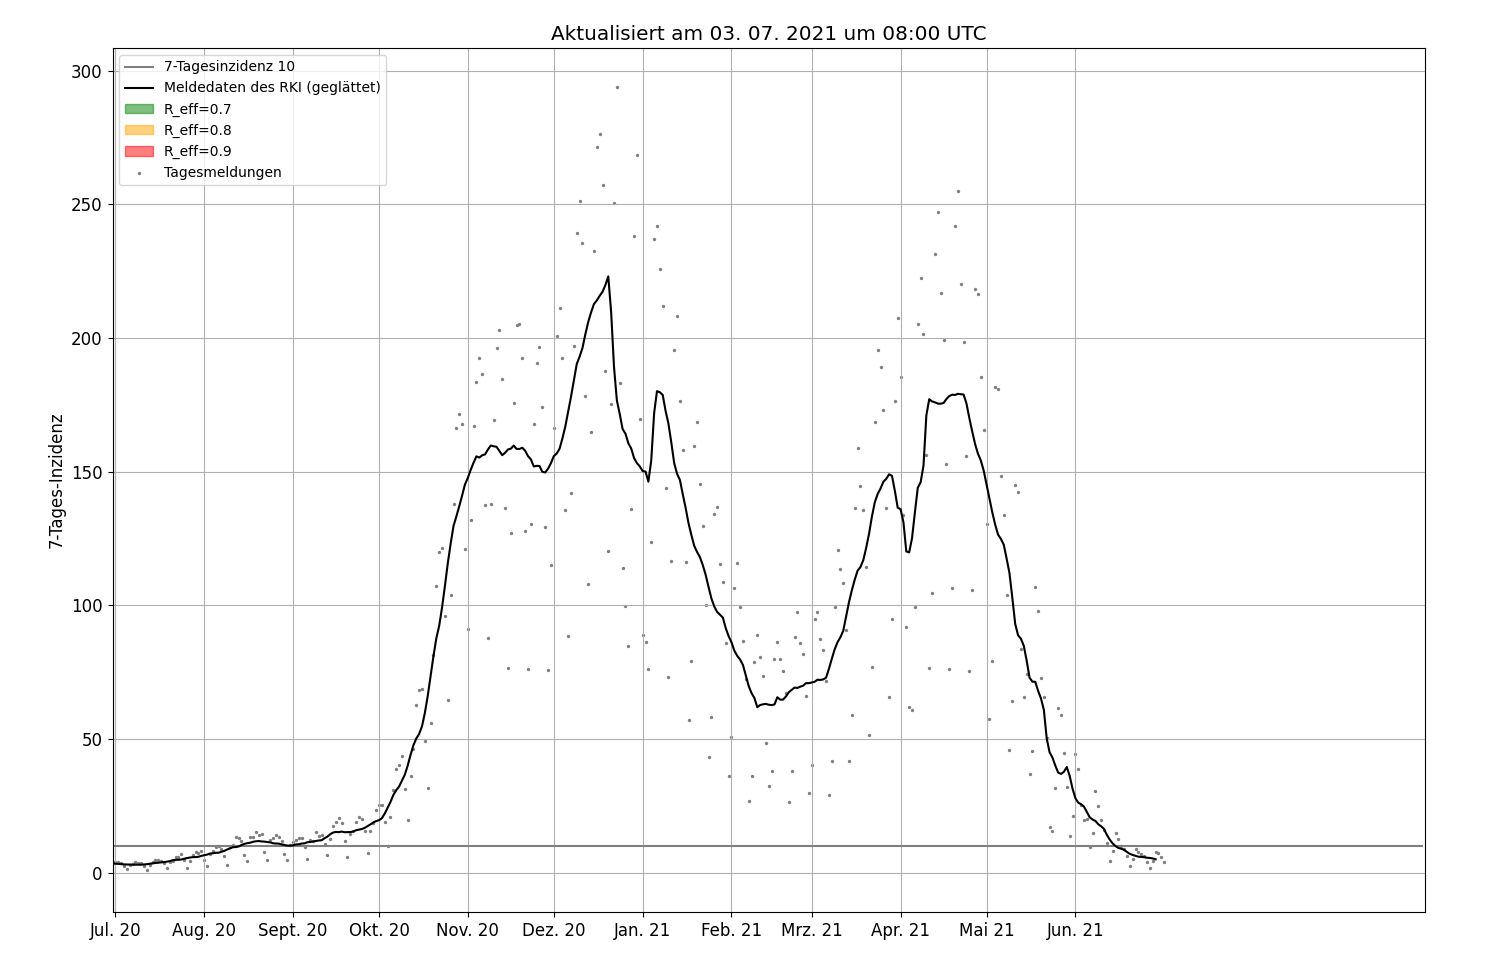 Aktualisiert am 03. 07. 2021 um 08:00 UTC
7-Tagesinzidenz 10
Meldedaten des RKI (geglättet)
R_eff=0.7
R_eff=0.8
R_eff=0.9
Tagesmeldungen
7-Tages-Inzidenz
300
250
200
150
100
50
0
Jul. 20 Aug. 20 Sept. 20 Okt. 20 Nov. 20 Dez. 20 Jan. 21 Feb. 21 Mrz. 21 Apr. 21 Mai 21 Jun. 21